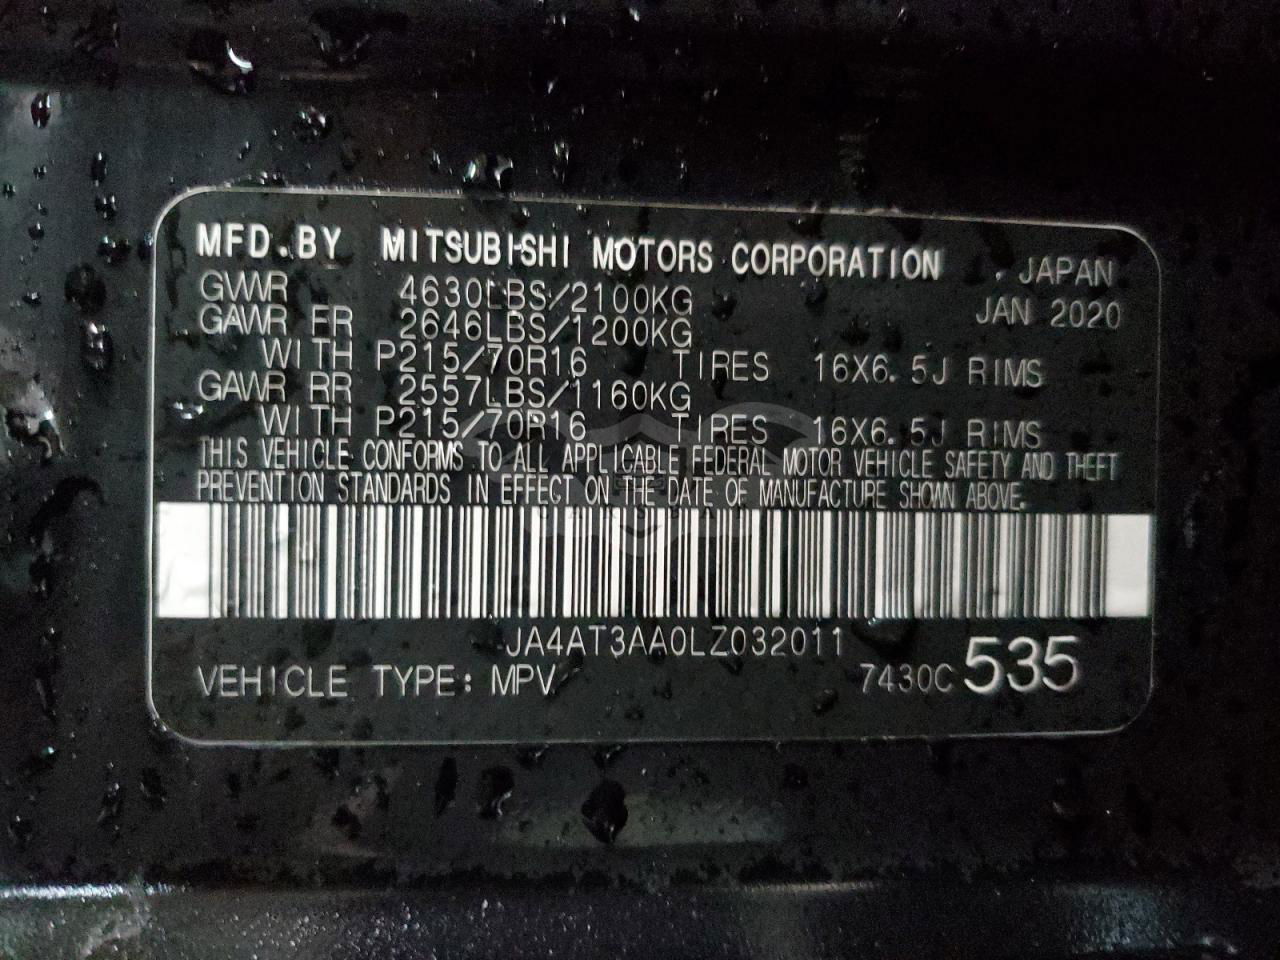 MFD.BY MITSUBISHI MOTORS CORPORATION . JAPAN
GVWR 4630LBS/2100KG JAN 2020
GAWR FR 2646LBS/1200KG
WITH P215/70R16 TIRES 16X6.5J RIMS
GAWR RR 2557LBS/1160KG
WITH P215/70R16 TIRES 16X6.5J RIMS
THIS VEHICLE CONFORMS TO ALL APPLICABLE FEDERAL MOTOR VEHICLE SAFETY AND THEFT
PREVENTION STANDARDS IN EFFECT ON THE DATE OF MANUFACTURE SHOWN ABOVE.
JA4AT3AA0LZ032011
VEHICLE TYPE: MPV 7430C 535